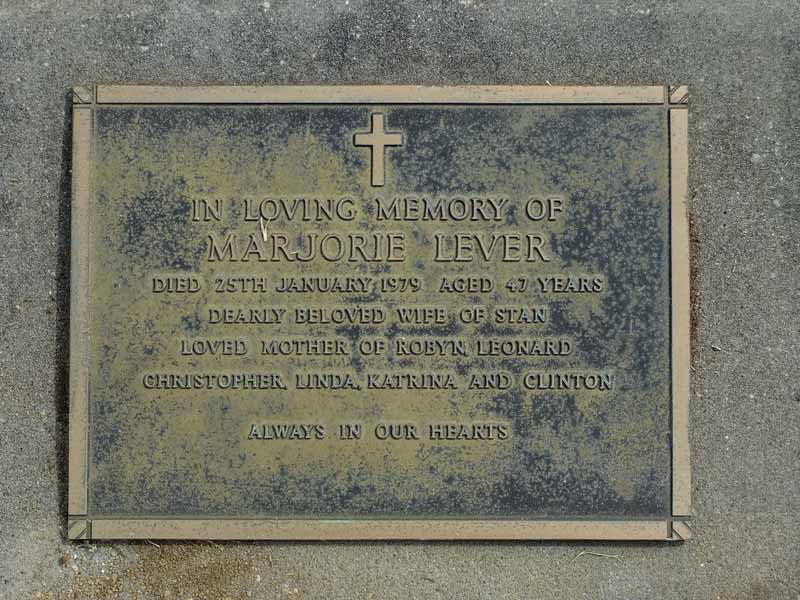 IN LOVING MEMORY OF
MARJORIE LEVER
DIED 25TH JANUARY 1979 AGED 47 YEARS
DEARLY BELOVED WIFE OF STAN
LOVED MOTHER OF ROBYN, LEONARD
CHRISTOPHER, LINDA, KATRINA AND CLINTON
ALWAYS IN OUR HEARTS